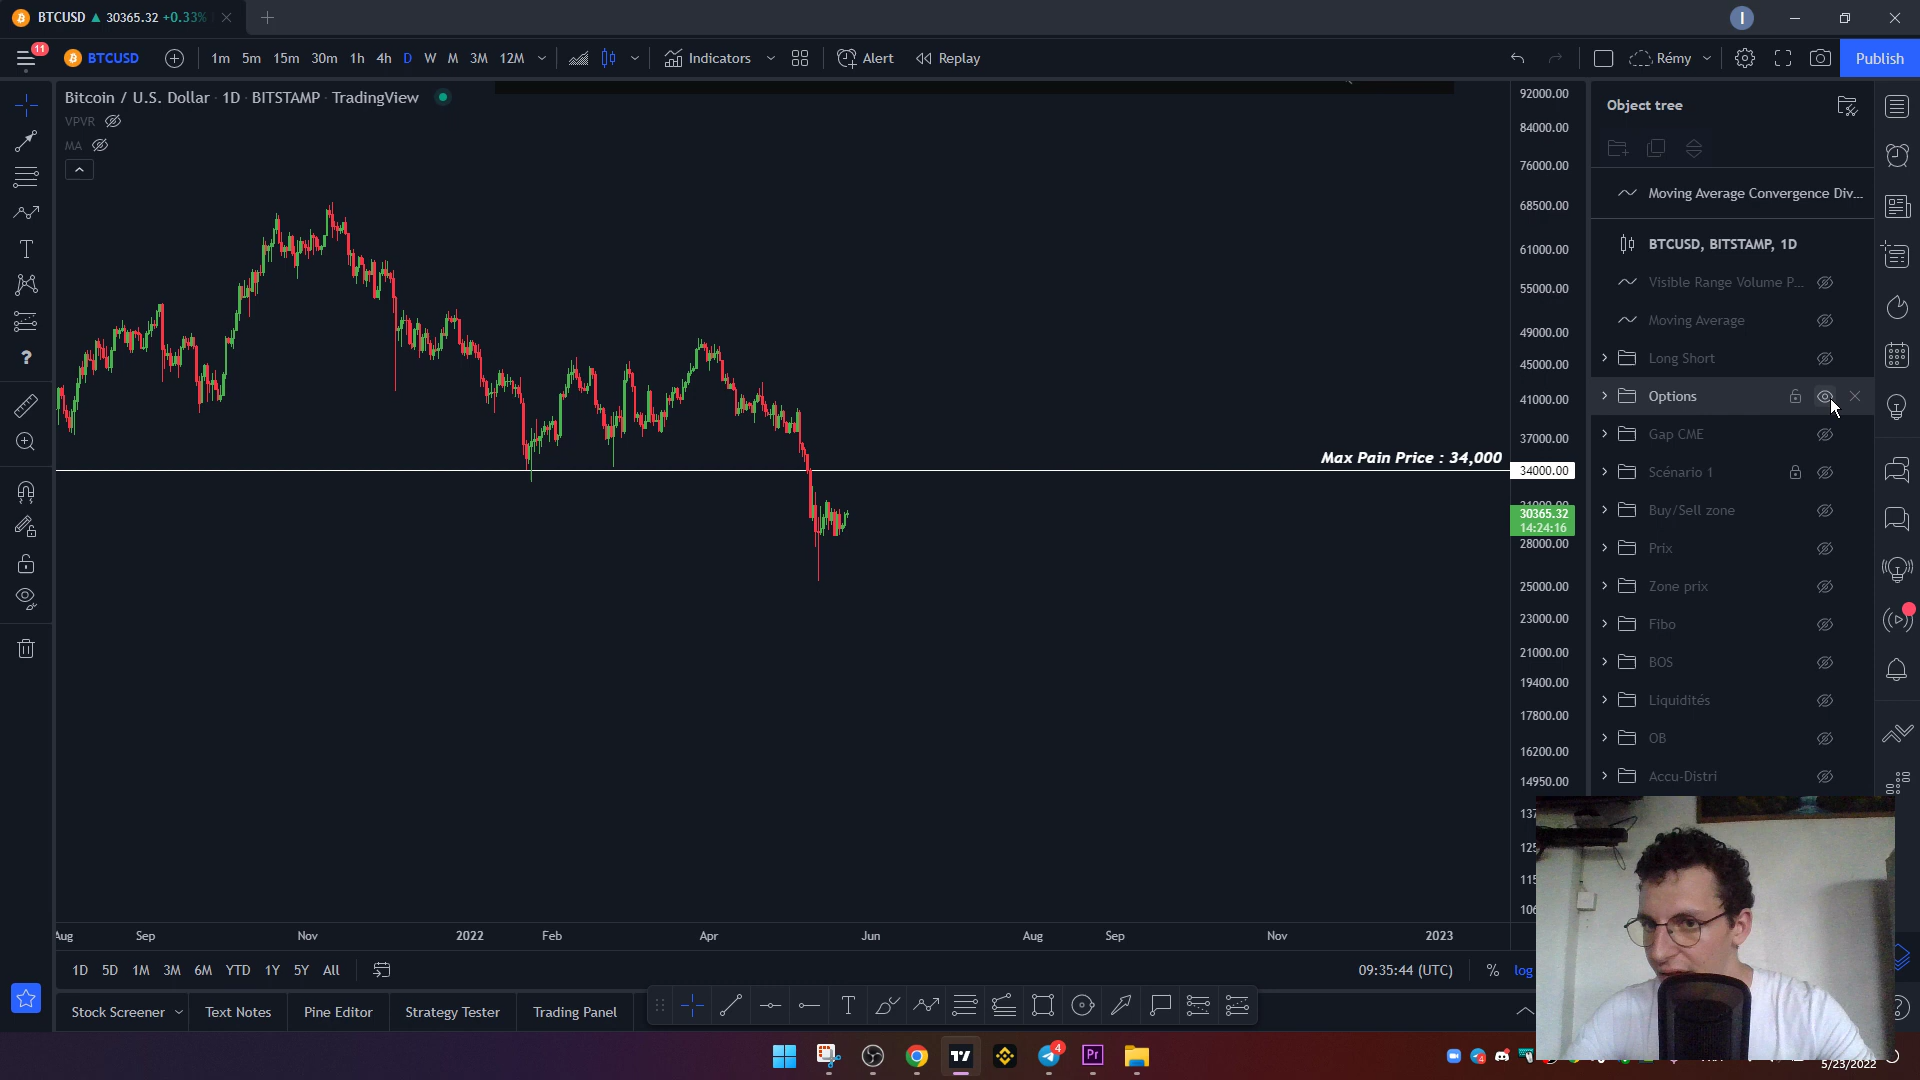 BTCUSD ▲ 30365.32 +0.33%
I
11
BTCUSD 1m 5m 15m 30m 1h 4h D W M 3M 12M Indicators Alert Replay Rémy Publish
Bitcoin / U.S. Dollar · 1D · BITSTAMP · TradingView
VPVR
MA
Object tree
Moving Average Convergence Div...
BTCUSD, BITSTAMP, 1D
Visible Range Volume P...
Moving Average
Long Short
Options
Gap CME
Scénario 1
Buy/Sell zone
Prix
Zone prix
Fibo
BOS
Liquidités
OB
Accu-Distri
92000.00
84000.00
76000.00
68500.00
61000.00
55000.00
49000.00
45000.00
41000.00
37000.00
Max Pain Price : 34,000
34000.00
30365.32
14:24:16
28000.00
25000.00
23000.00
21000.00
19400.00
17800.00
16200.00
14950.00
Aug Sep Nov 2022 Feb Apr Jun Aug Sep Nov 2023
1D 5D 1M 3M 6M YTD 1Y 5Y All 09:35:44 (UTC) % log
Stock Screener Text Notes Pine Editor Strategy Tester Trading Panel
4
Pr
5/23/2022